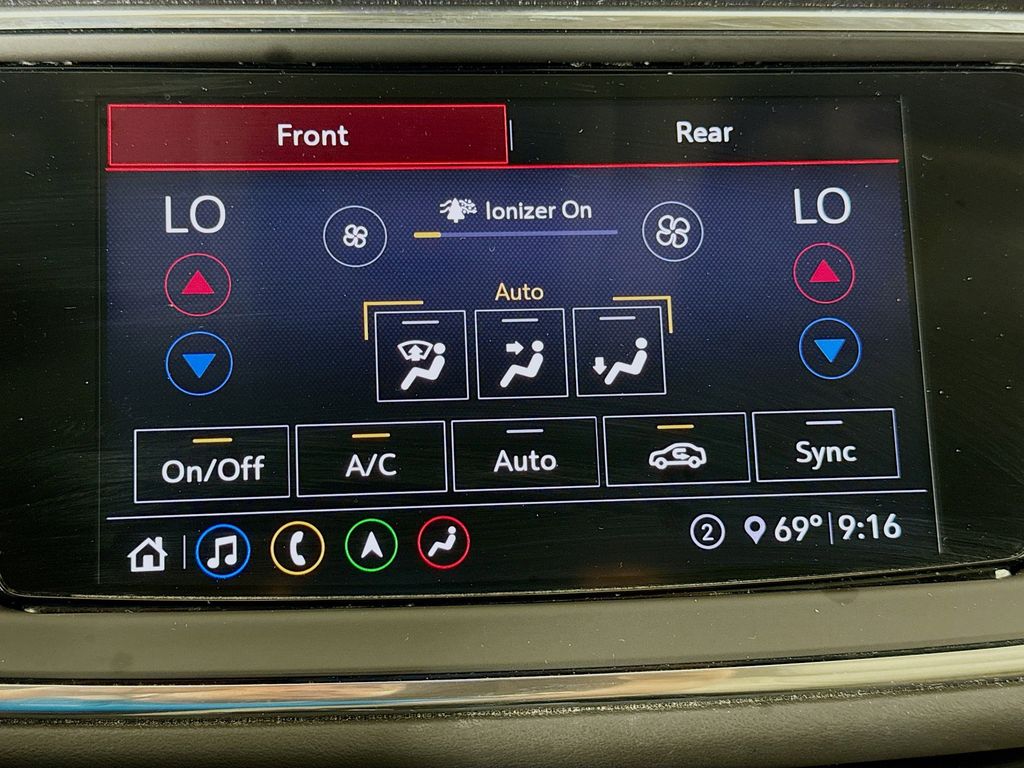 Front
Rear
LO
Ionizer On
LO
Auto
On/Off
A/C
Auto
Sync
2
69° 9:16